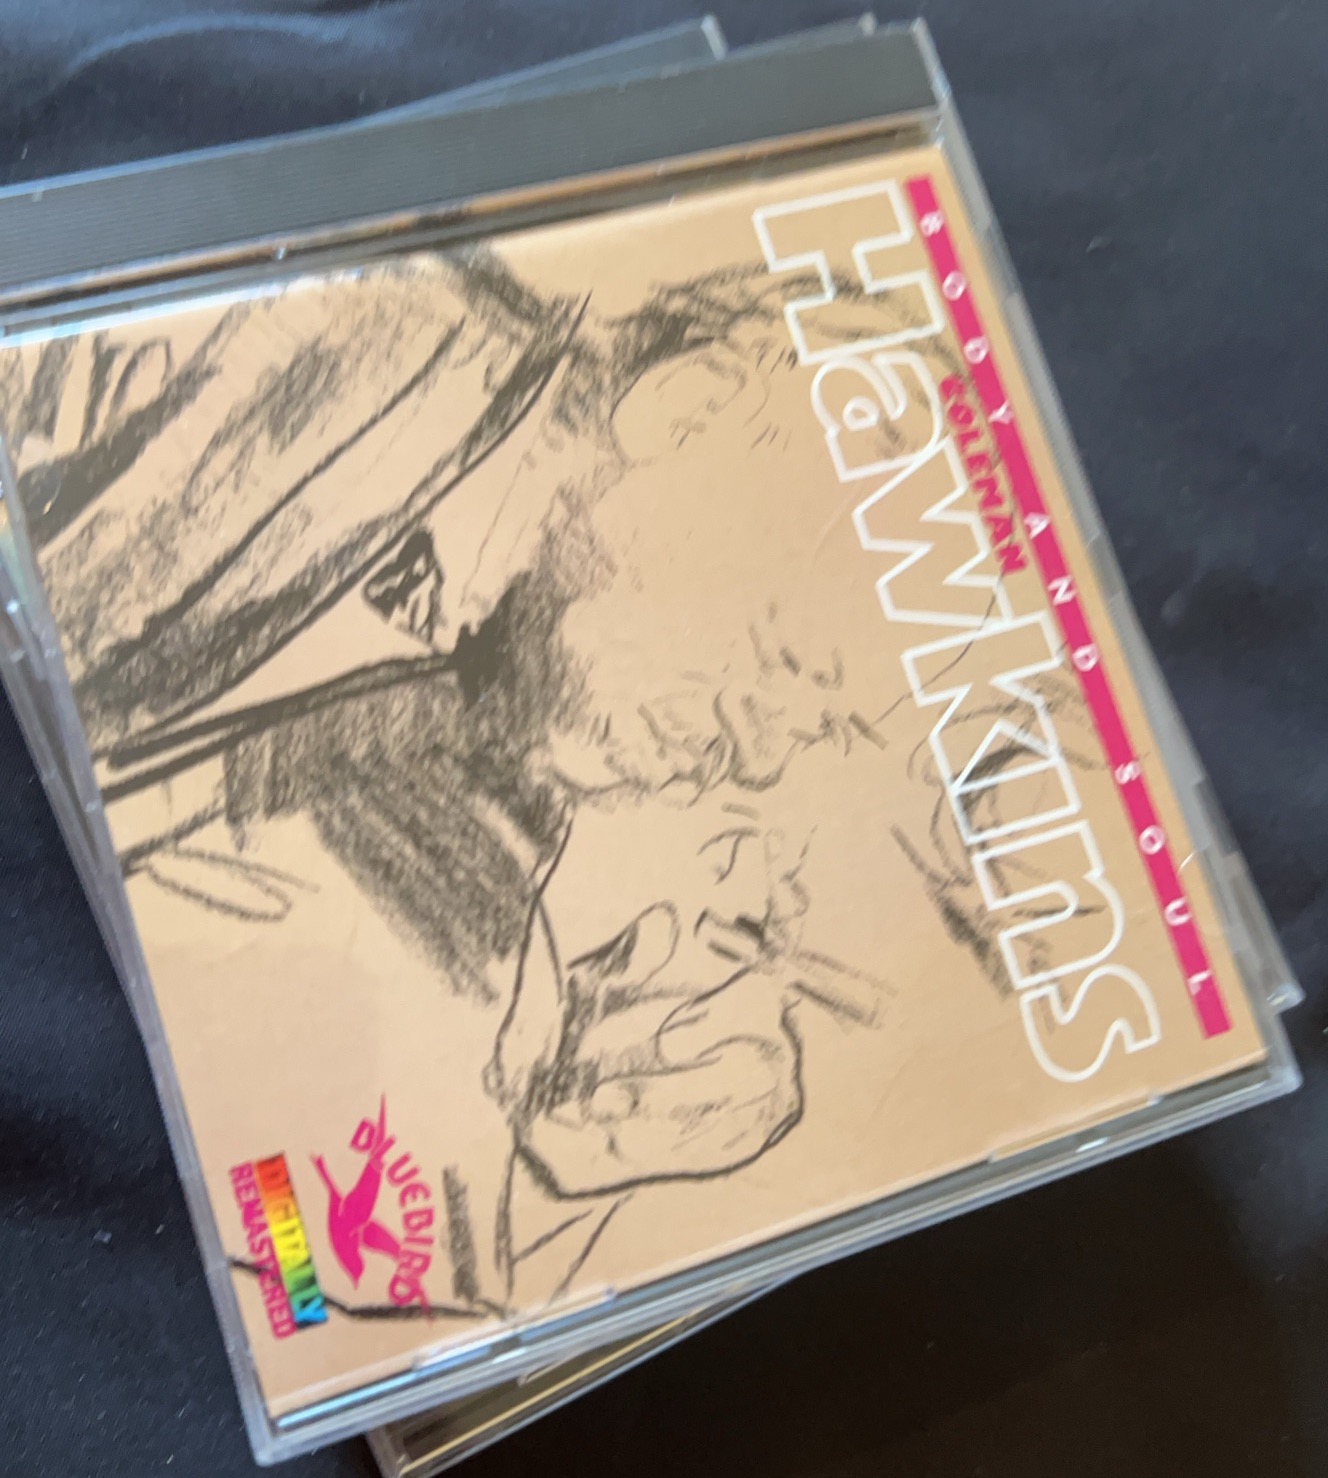 BODY AND SOUL
COLEMAN
Hawkins
BLUEBIRD
DIGITALLY
REMASTERED